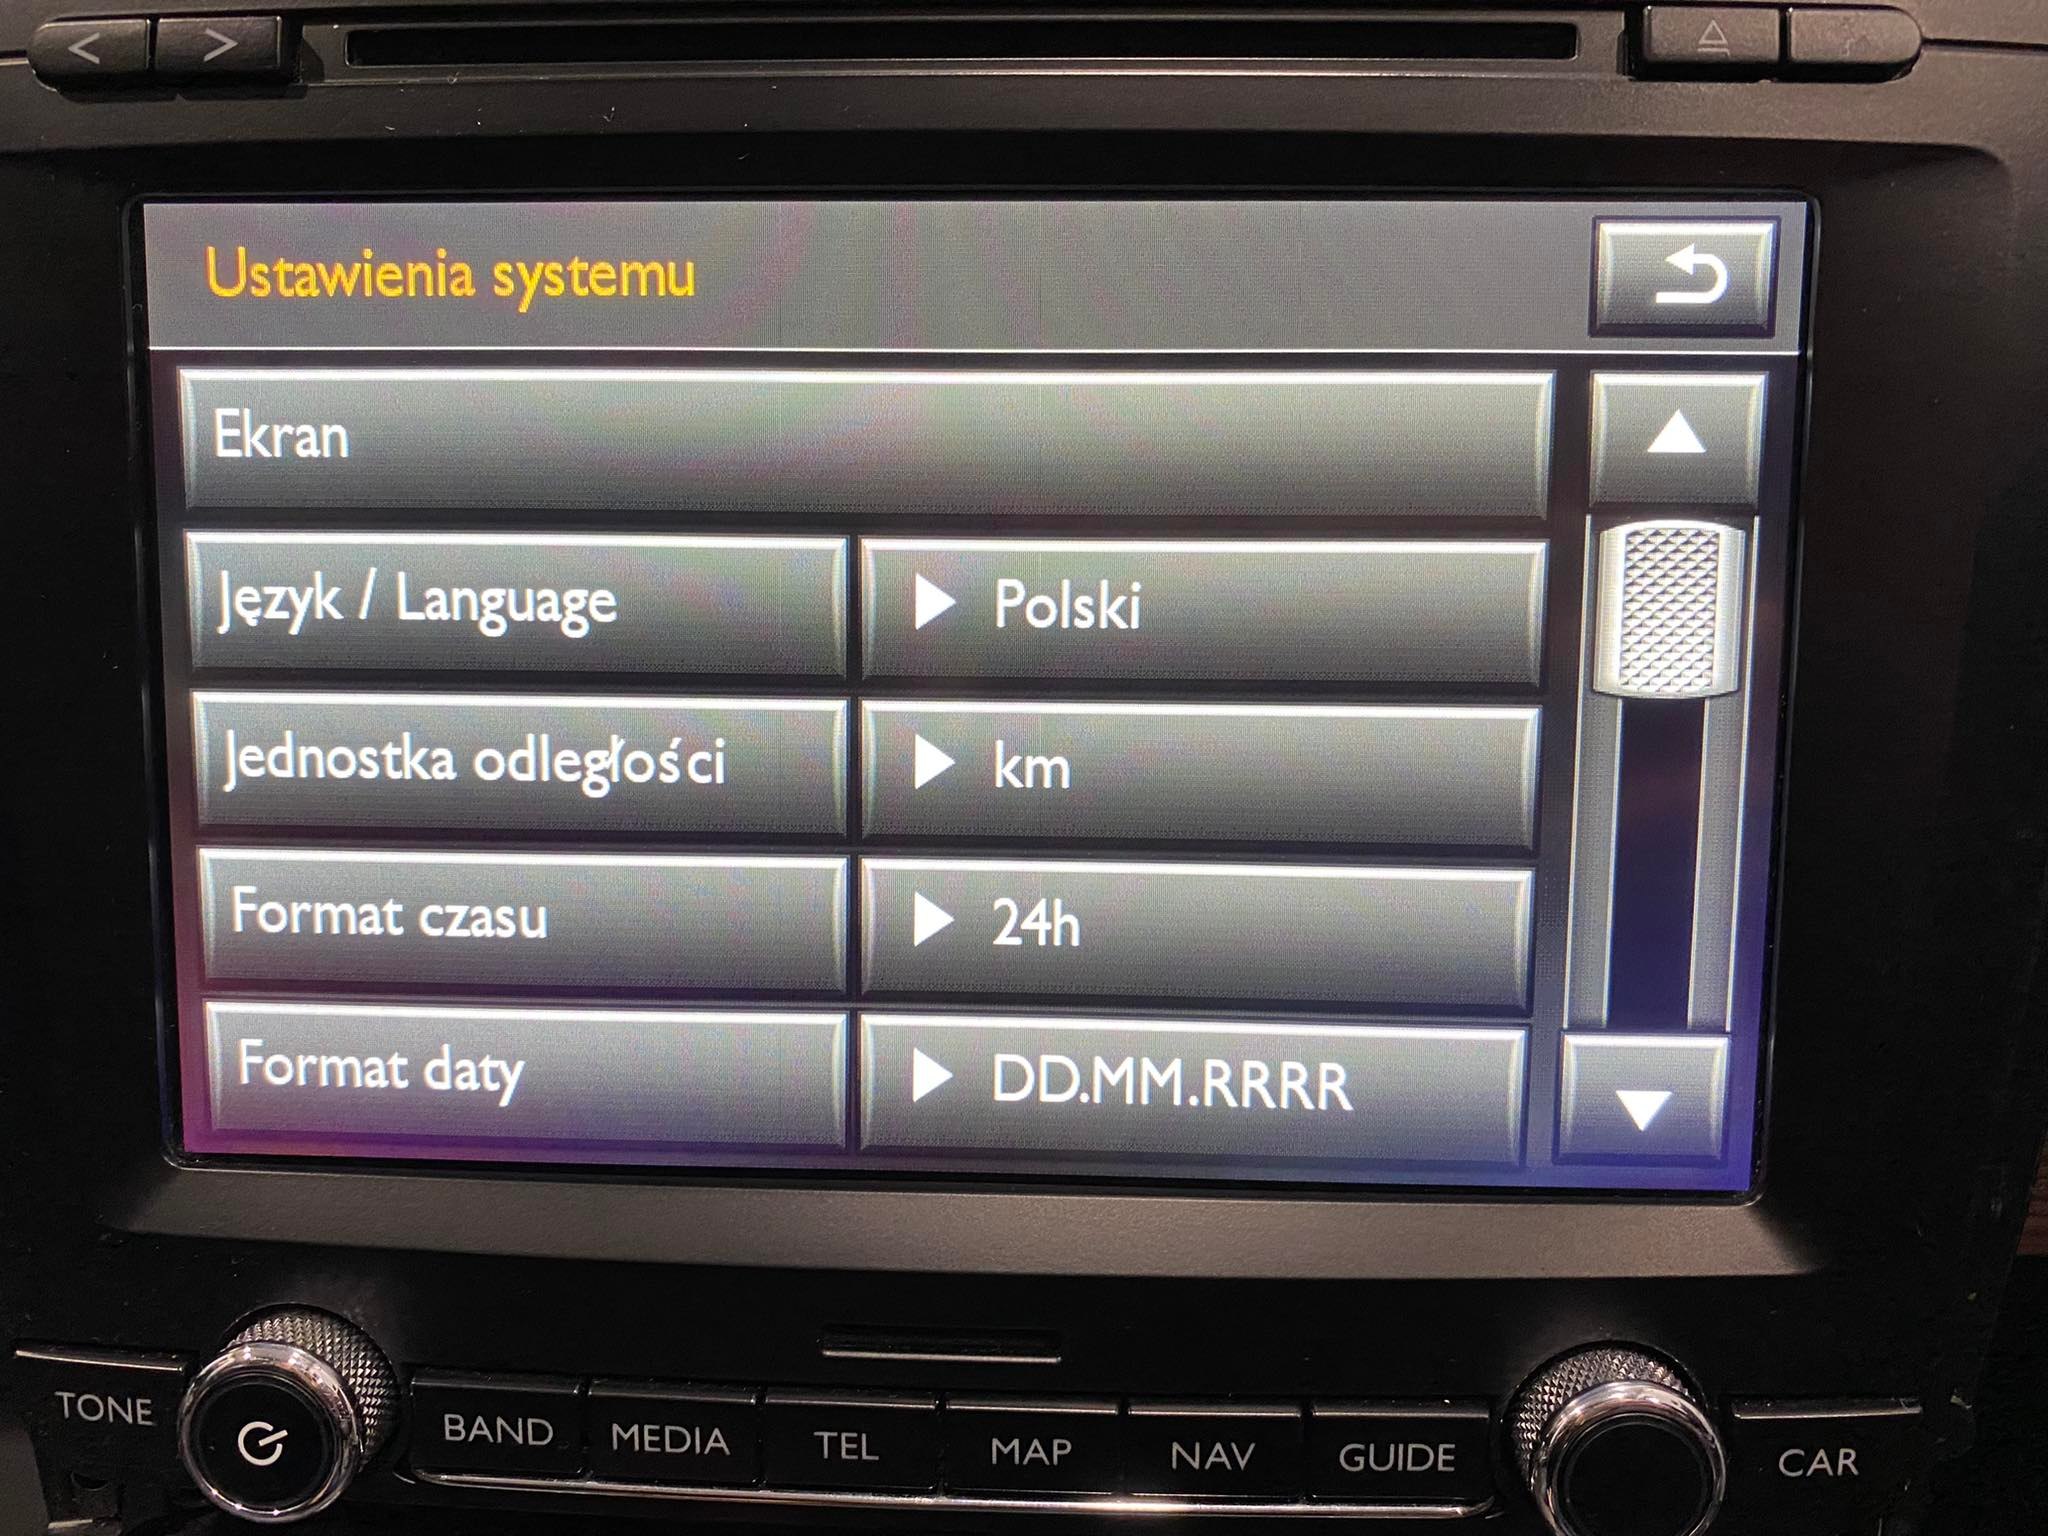 Ustawienia systemu
Ekran
Język / Language
Polski
Jednostka odległości
km
Format czasu
24h
Format daty
DD.MM.RRRR
TONE
BAND
MEDIA
TEL
MAP
NAV
GUIDE
CAR